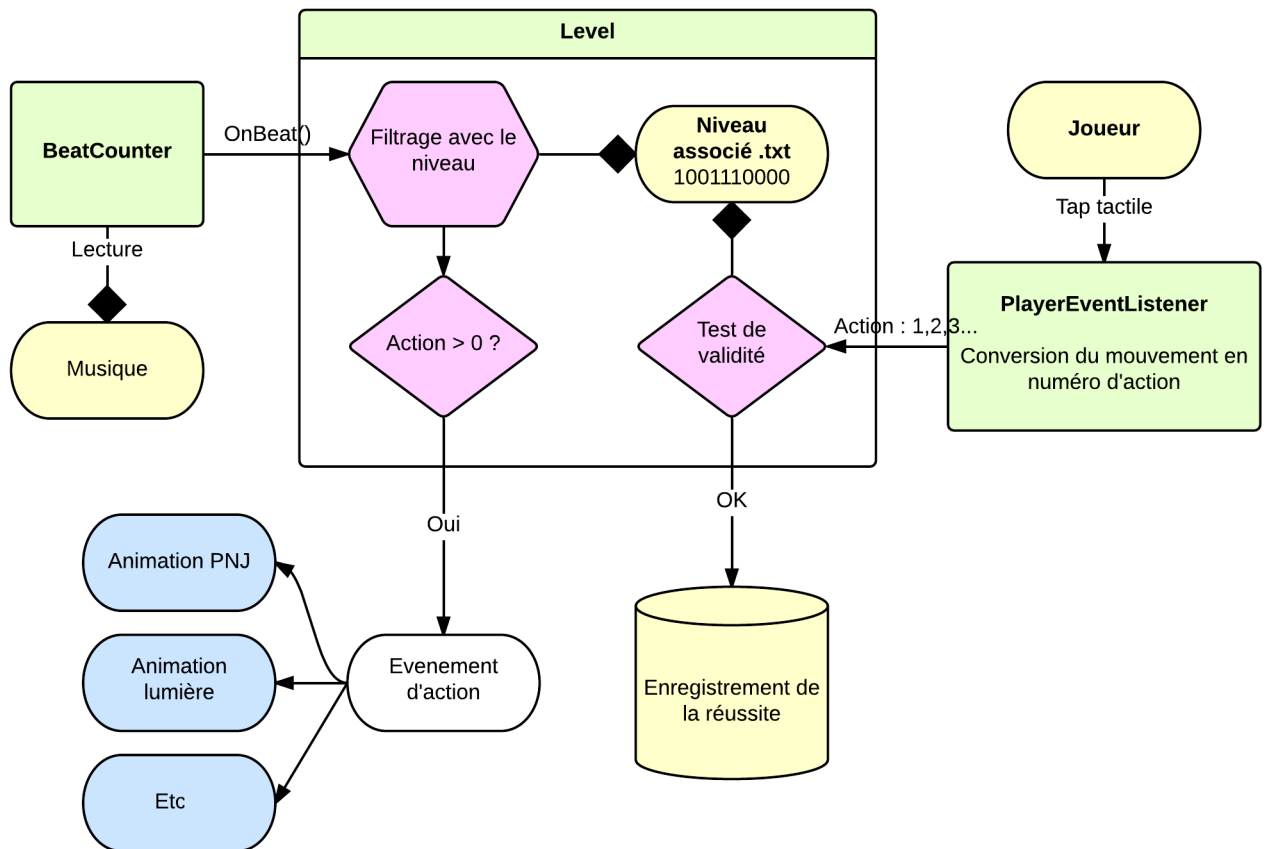 Level
BeatCounter
OnBeat()
Filtrage avec le
niveau
Niveau
associé .txt
1001110000
Joueur
Tap tactile
Lecture
Musique
Action > 0 ?
Test de
validité
Action : 1,2,3...
PlayerEventListener
Conversion du mouvement en
numéro d'action
Oui
OK
Animation PNJ
Animation
lumière
Etc
Evenement
d'action
Enregistrement de
la réussite